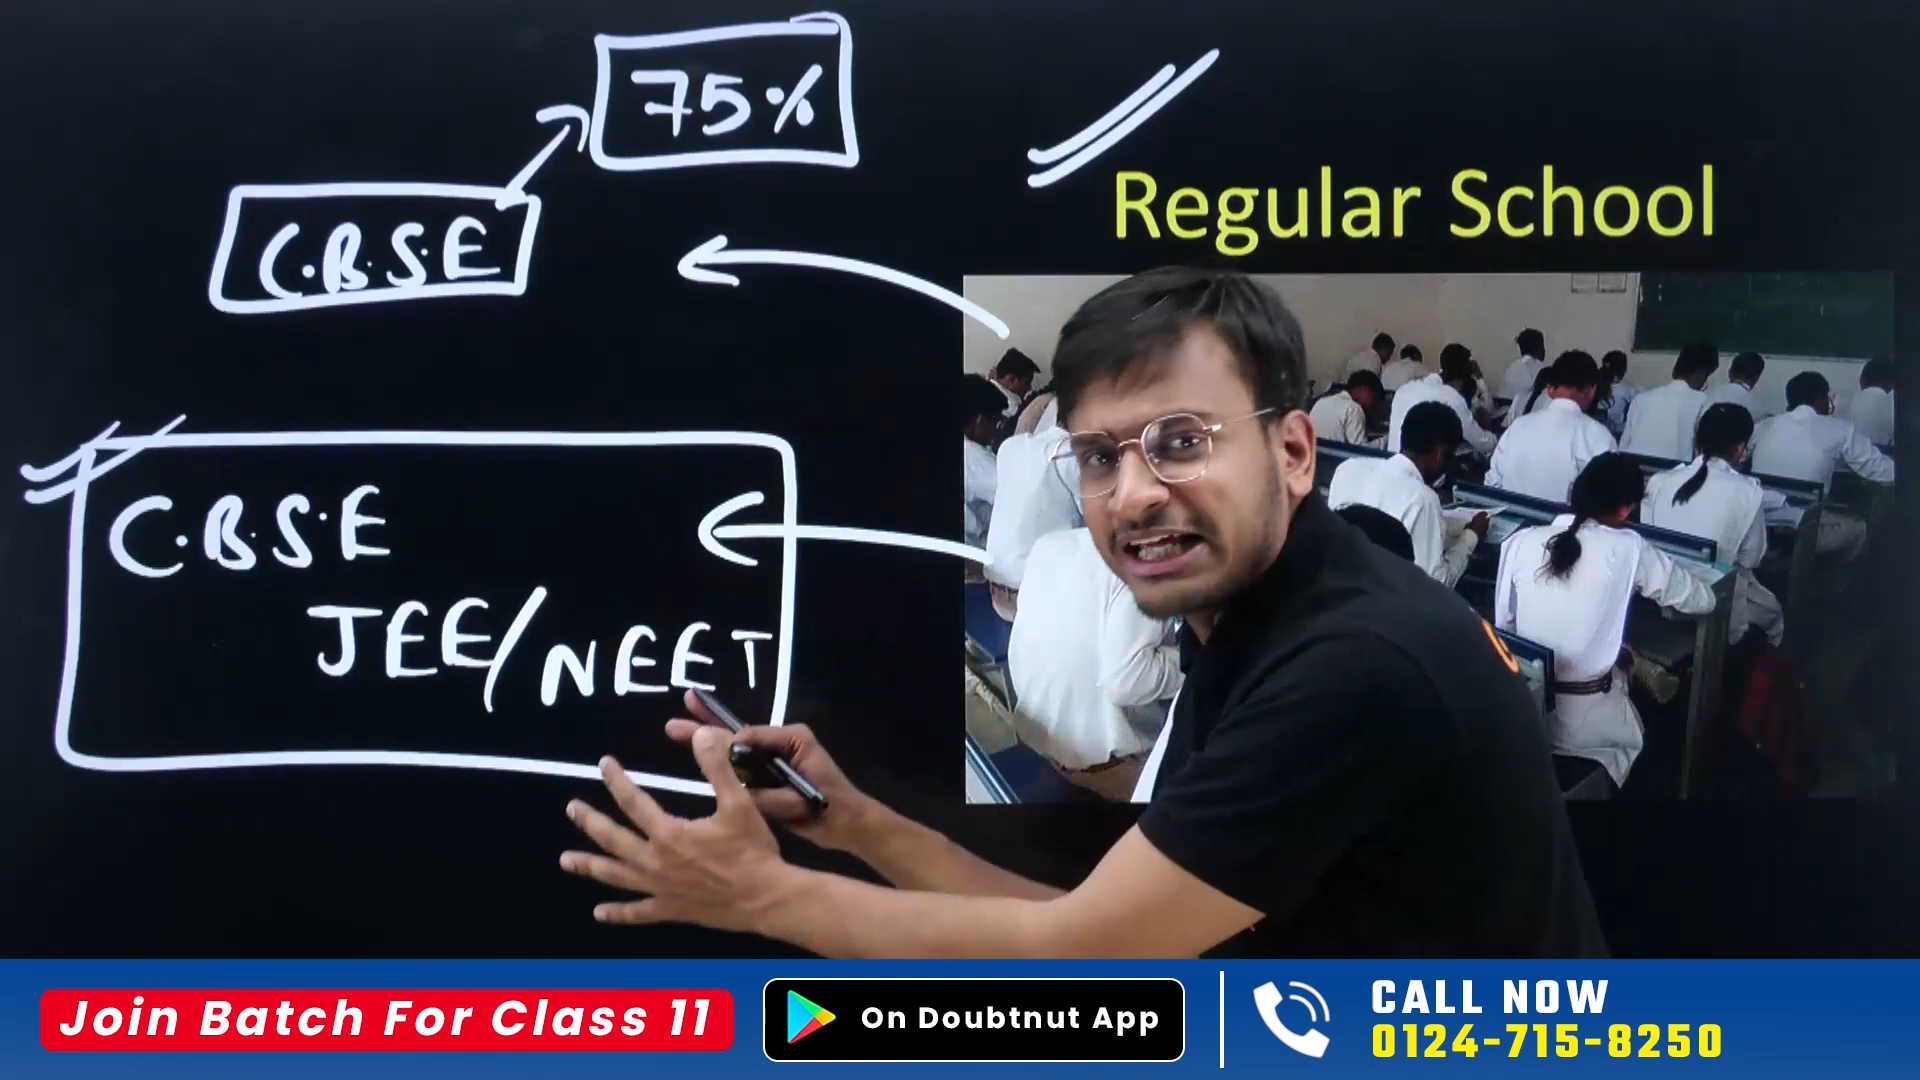 75%
C.B.S.E
Regular School
C.B.S.E
JEE/NEET
Join Batch For Class 11
On Doubtnut App
CALL NOW
0124-715-8250